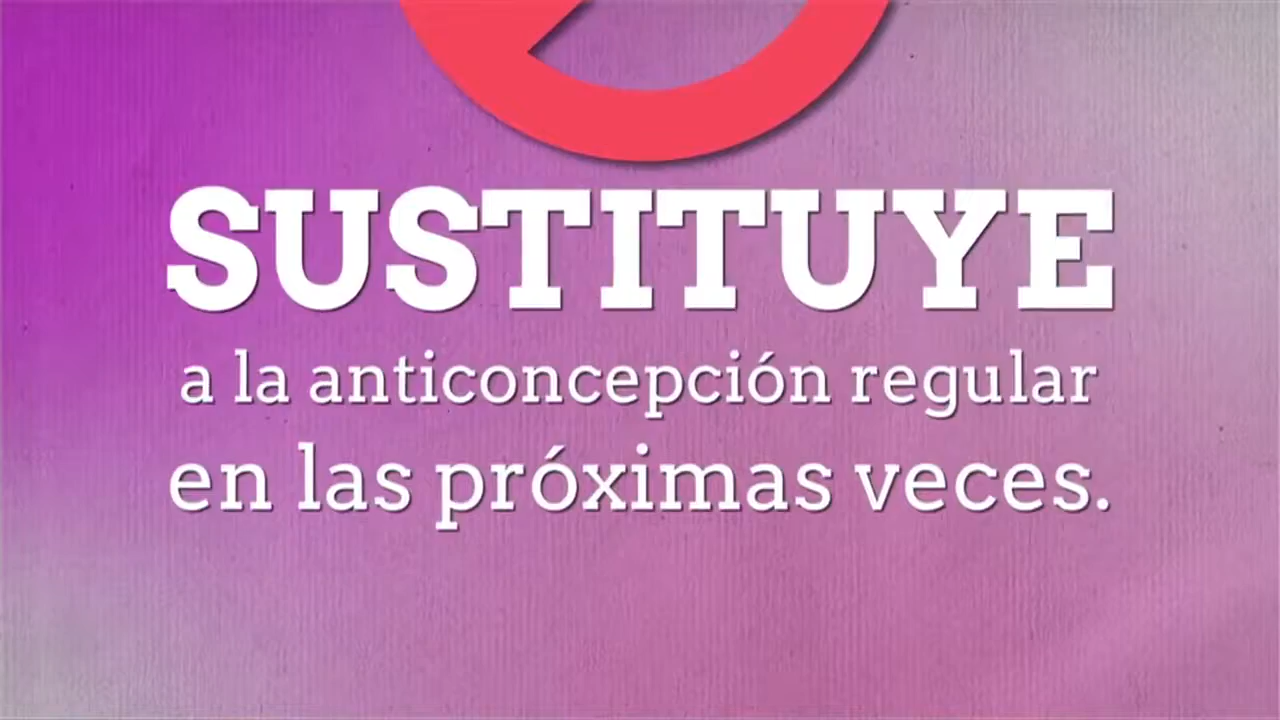 SUSTITUYE
a la anticoncepción regular
en las próximas veces.